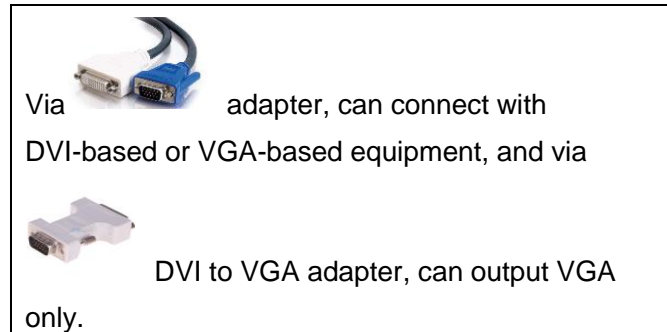 Via adapter, can connect with
DVI-based or VGA-based equipment, and via
DVI to VGA adapter, can output VGA
only.